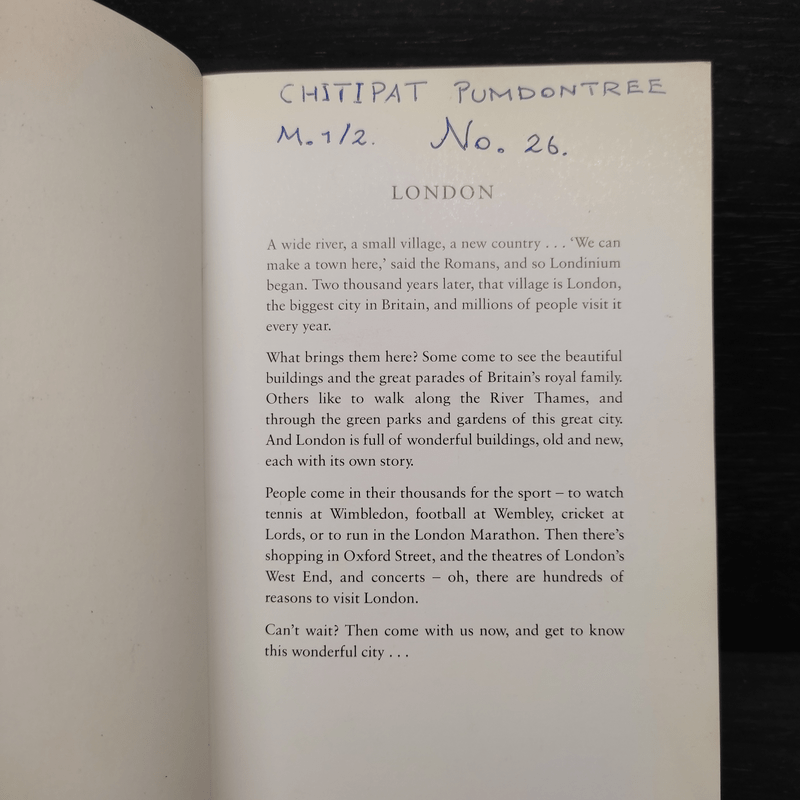 CHITIPAT PUMDONTREE
M. 1/2. No. 26.
LONDON
A wide river, a small village, a new country . . . ‘We can
make a town here,’ said the Romans, and so Londinium
began. Two thousand years later, that village is London,
the biggest city in Britain, and millions of people visit it
every year.
What brings them here? Some come to see the beautiful
buildings and the great parades of Britain’s royal family.
Others like to walk along the River Thames, and
through the green parks and gardens of this great city.
And London is full of wonderful buildings, old and new,
each with its own story.
People come in their thousands for the sport – to watch
tennis at Wimbledon, football at Wembley, cricket at
Lords, or to run in the London Marathon. Then there’s
shopping in Oxford Street, and the theatres of London’s
West End, and concerts – oh, there are hundreds of
reasons to visit London.
Can’t wait? Then come with us now, and get to know
this wonderful city . . .